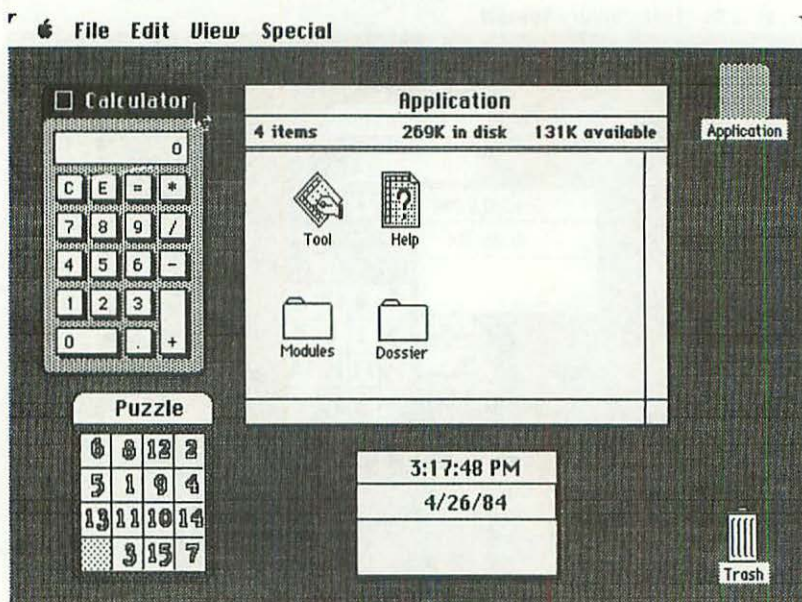 File Edit View Special
Calculator
0
C E = *
7 8 9 /
4 5 6 -
1 2 3
0 . +
Application
4 items 269K in disk 131K available
Tool Help
Modules Dossier
Application
Puzzle
6 8 12 2
5 1 9 4
13 11 10 14
3 15 7
3:17:48 PM
4/26/84
Trash